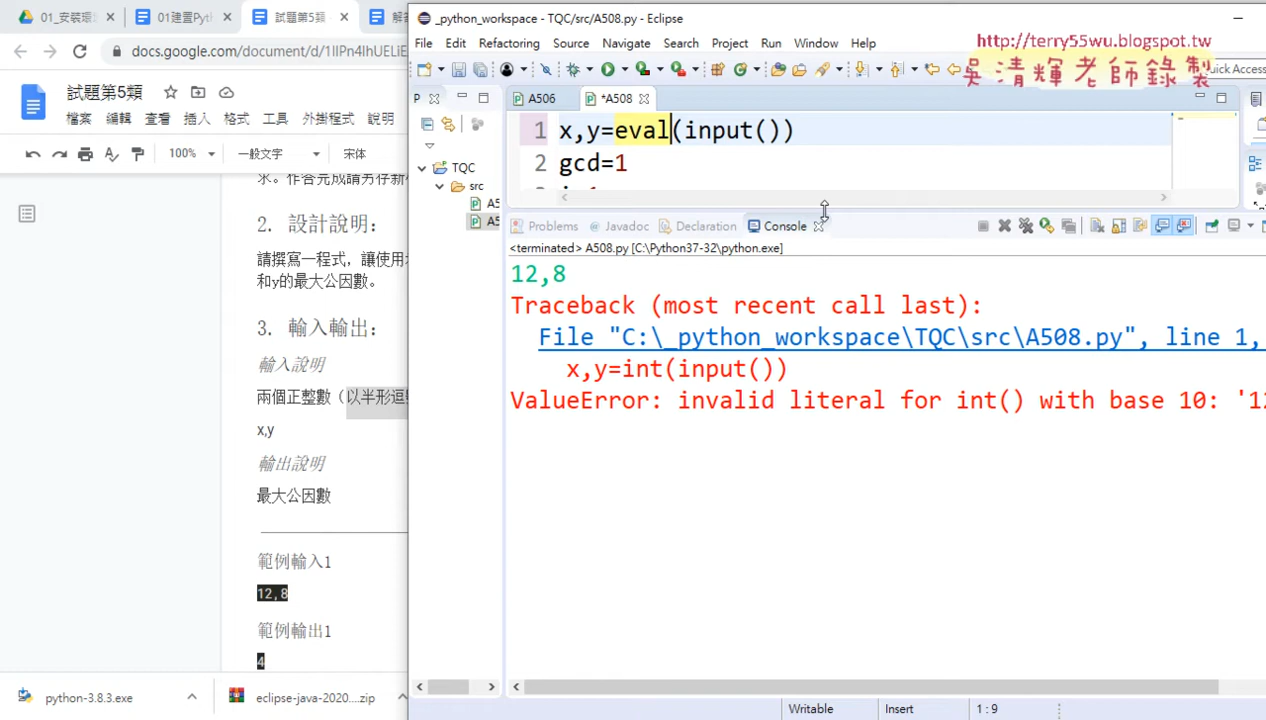 01_安裝環
01建置Pyt
試題第5類
解答
docs.google.com/document/d/1lIPn4IhUELiE
試題第5類
檔案 編輯 查看 插入 格式 工具 外掛程式 說明
100% 一般文字 宋体
2. 設計說明:
請撰寫一程式，讓使用
和y的最大公因數。
3. 輸入輸出:
輸入說明
兩個正整數（以半形逗
x,y
輸出說明
最大公因數
範例輸入1
12,8
範例輸出1
4
python-3.8.3.exe
eclipse-java-2020....zip
_python_workspace - TQC/src/A508.py - Eclipse
File Edit Refactoring Source Navigate Search Project Run Window Help
http://terry55wu.blogspot.tw
吳清輝老師錄製
Quick Access
P
A506
*A508
TQC
src
A5
A5
1 x,y=eval(input())
2 gcd=1
Problems Javadoc Declaration Console
<terminated> A508.py [C:\Python37-32\python.exe]
12,8
Traceback (most recent call last):
File "C:\_python_workspace\TQC\src\A508.py", line 1,
x,y=int(input())
ValueError: invalid literal for int() with base 10: '12
Writable Insert 1 : 9